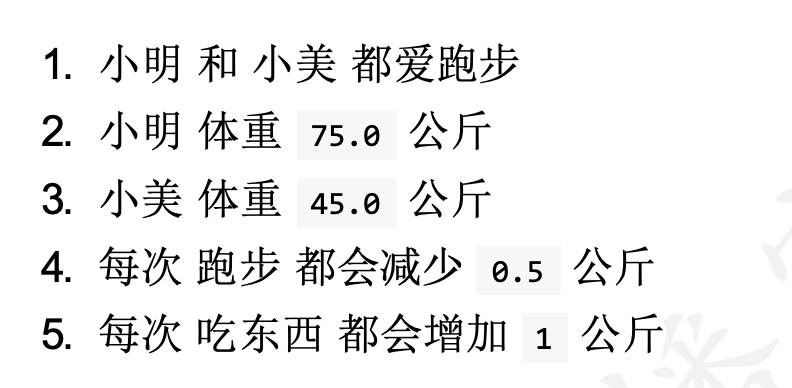 1. 小明 和 小美 都爱跑步
2. 小明 体重 75.0 公斤
3. 小美 体重 45.0 公斤
4. 每次 跑步 都会减少 0.5 公斤
5. 每次 吃东西 都会增加 1 公斤